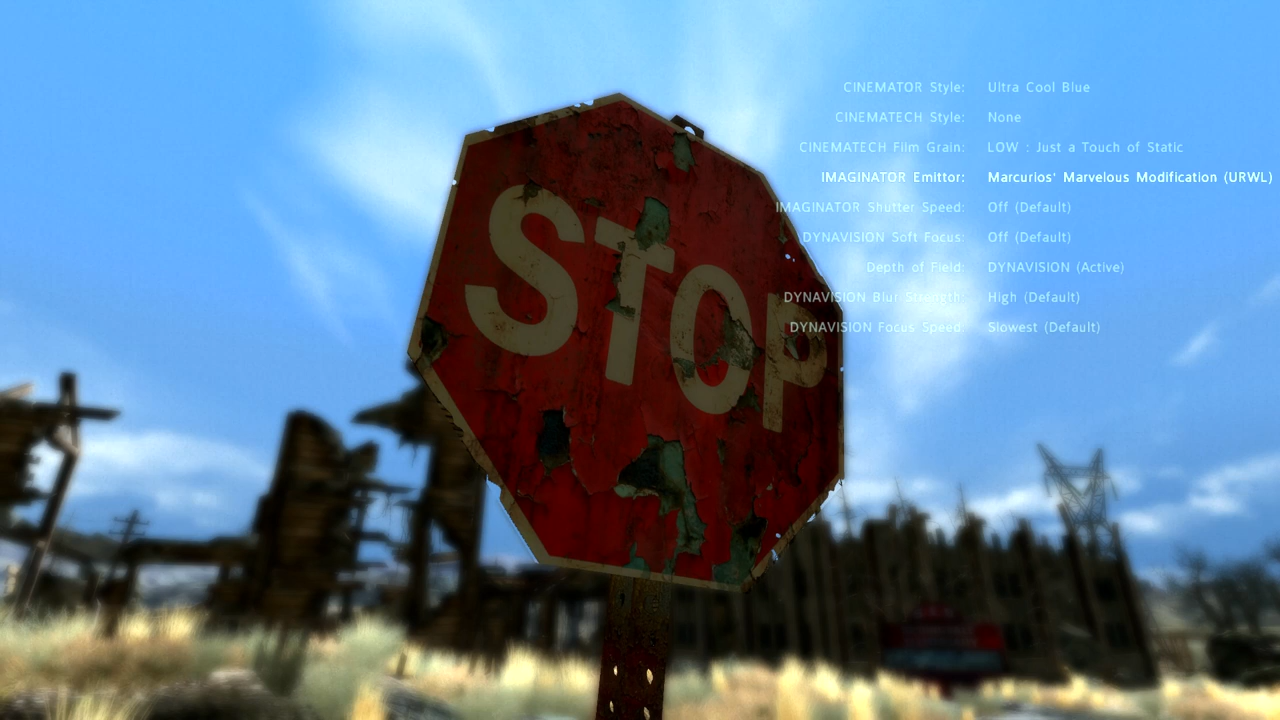 STOP
CINEMATOR Style: Ultra Cool Blue
CINEMATECH Style: None
CINEMATECH Film Grain: LOW : Just a Touch of Static
IMAGINATOR Emittor: Marcurios' Marvelous Modification (URWL)
IMAGINATOR Shutter Speed: Off (Default)
DYNAVISION Soft Focus: Off (Default)
Depth of Field: DYNAVISION (Active)
DYNAVISION Blur Strength: High (Default)
DYNAVISION Focus Speed: Slowest (Default)